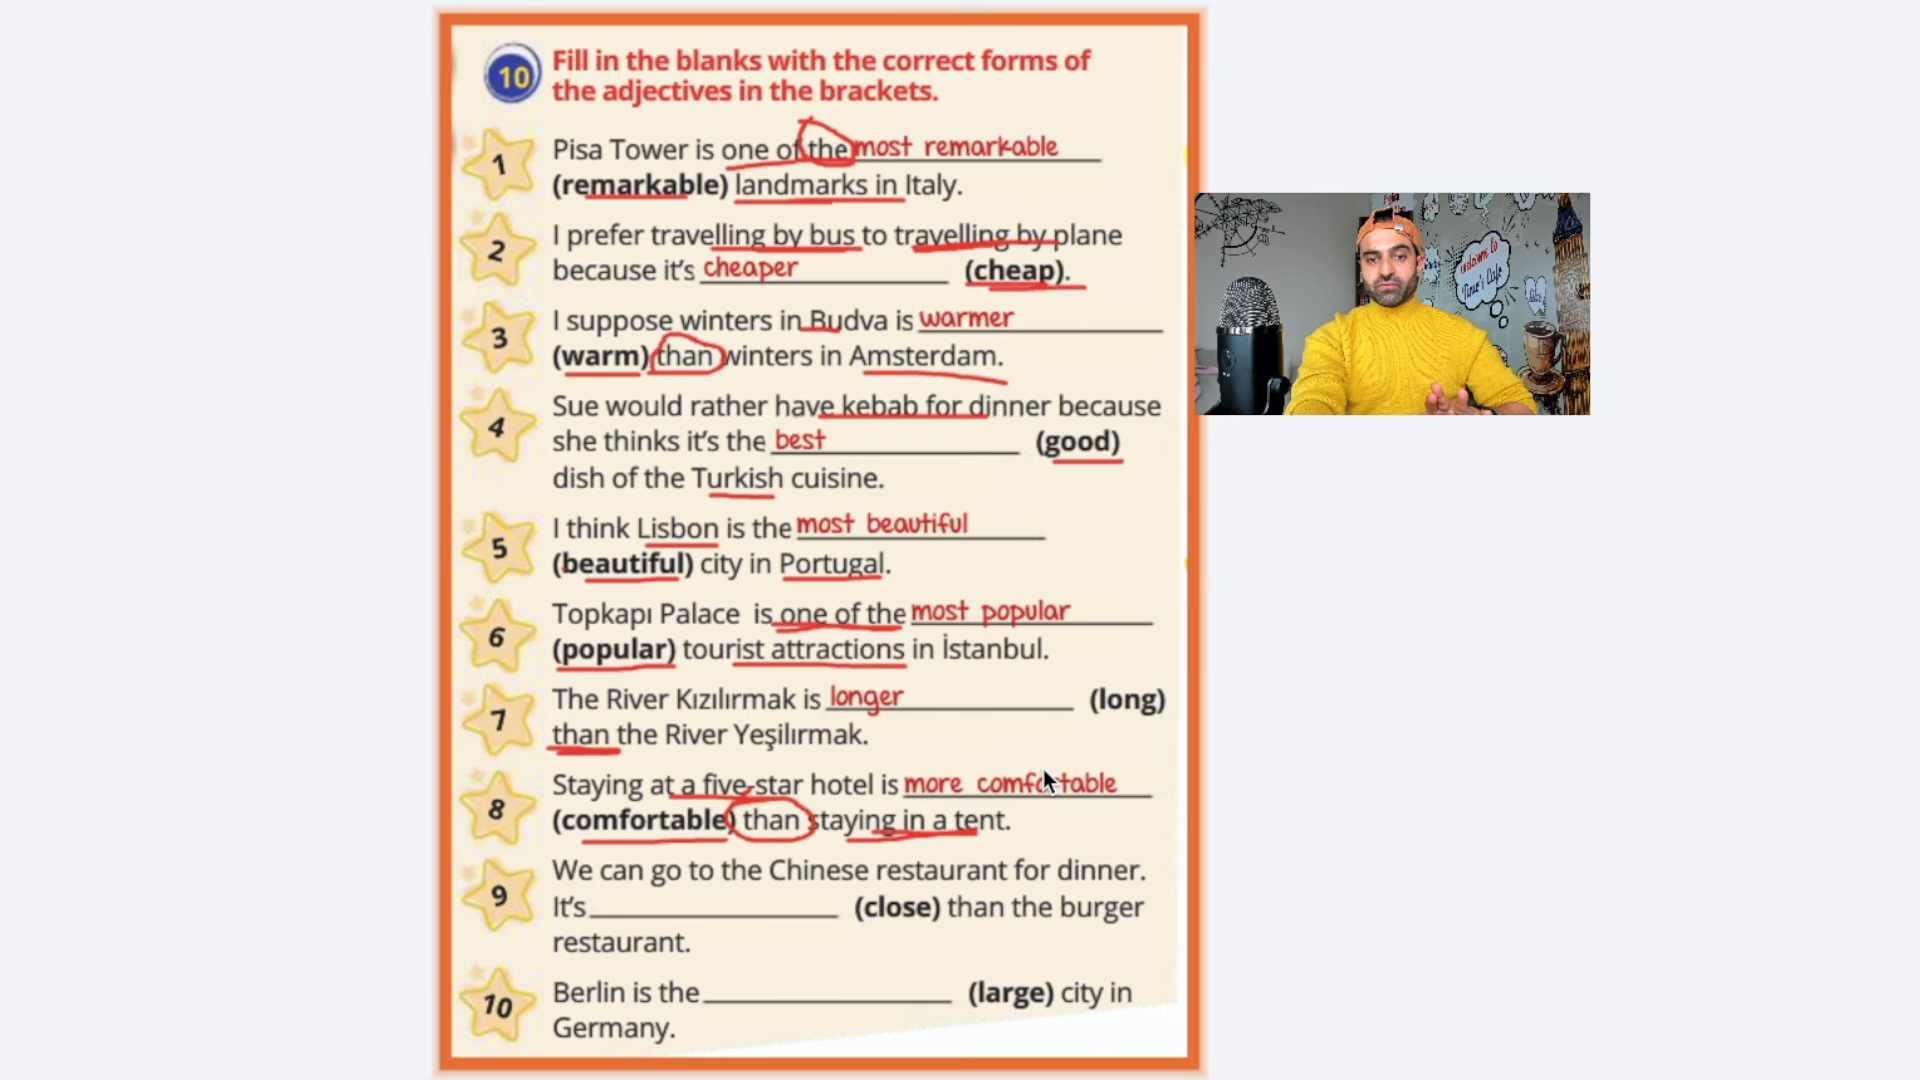 10 Fill in the blanks with the correct forms of
the adjectives in the brackets.
1 Pisa Tower is one of the most remarkable
(remarkable) landmarks in Italy.
2 I prefer travelling by bus to travelling by plane
because it's cheaper (cheap).
3 I suppose winters in Budva is warmer
(warm) than winters in Amsterdam.
4 Sue would rather have kebab for dinner because
she thinks it's the best (good)
dish of the Turkish cuisine.
5 I think Lisbon is the most beautiful
(beautiful) city in Portugal.
6 Topkapı Palace is one of the most popular
(popular) tourist attractions in İstanbul.
7 The River Kızılırmak is longer (long)
than the River Yeşilırmak.
8 Staying at a five-star hotel is more comfortable
(comfortable) than staying in a tent.
9 We can go to the Chinese restaurant for dinner.
It's (close) than the burger
restaurant.
10 Berlin is the (large) city in
Germany.
welcome to
Time's Cafe